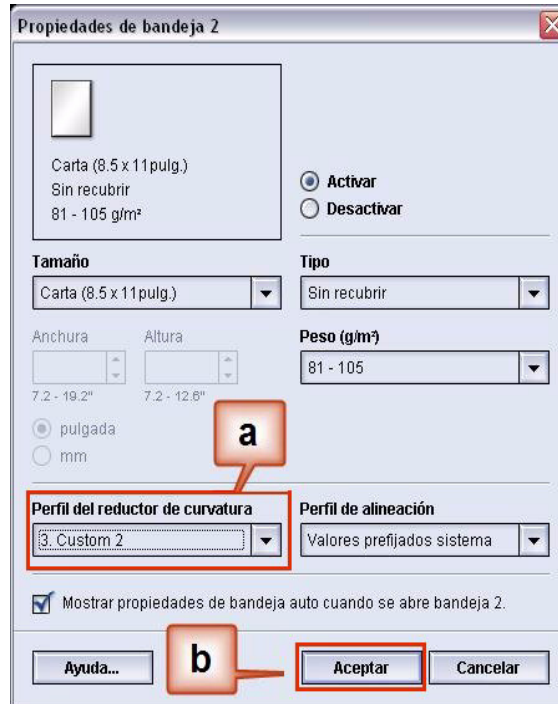 Propiedades de bandeja 2
Carta (8.5 x 11pulg.)
Sin recubrir
81 - 105 g/m²
Activar
Desactivar
Tamaño
Carta (8.5 x 11pulg.)
Tipo
Sin recubrir
Anchura Altura
7.2 - 19.2" 7.2 - 12.6"
Peso (g/m²)
81 - 105
pulgada
mm
a
Perfil del reductor de curvatura
3. Custom 2
Perfil de alineación
Valores prefijados sistema
Mostrar propiedades de bandeja auto cuando se abre bandeja 2.
Ayuda...
b
Aceptar
Cancelar